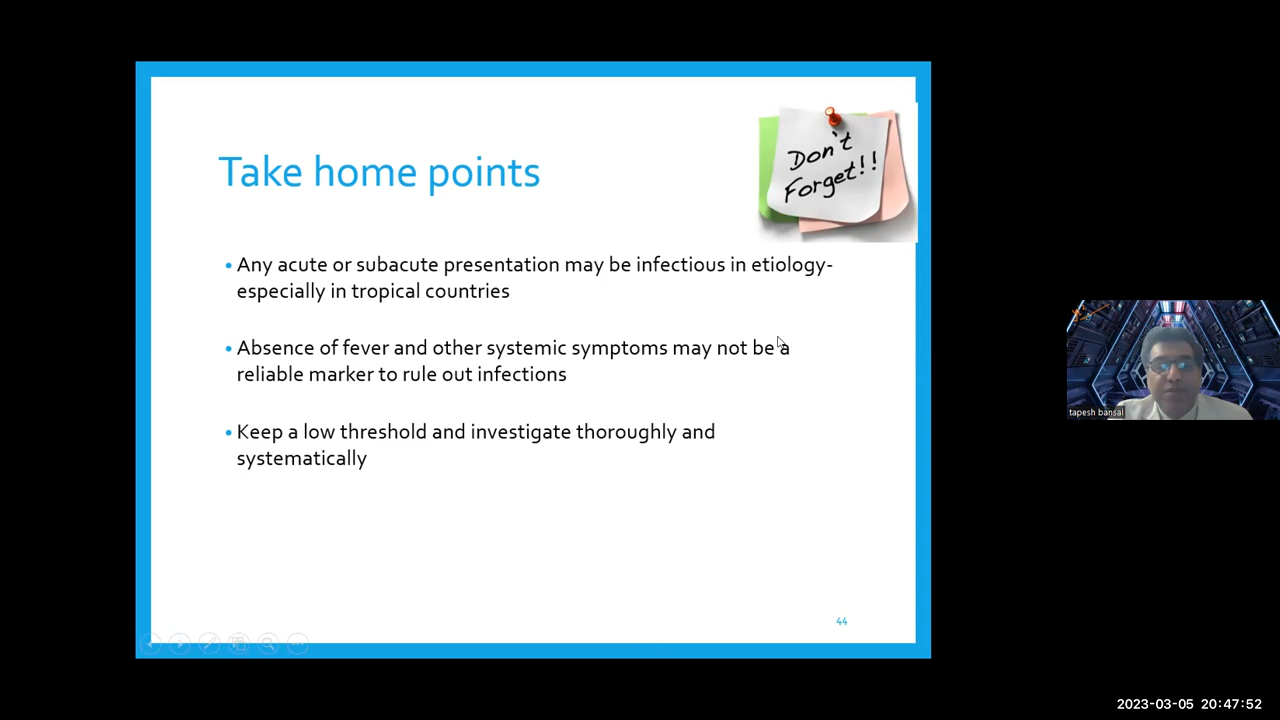 Don't
Forget!!
Take home points
• Any acute or subacute presentation may be infectious in etiology-
especially in tropical countries
• Absence of fever and other systemic symptoms may not be a
reliable marker to rule out infections
• Keep a low threshold and investigate thoroughly and
systematically
44
tapesh bansal
2023-03-05 20:47:52